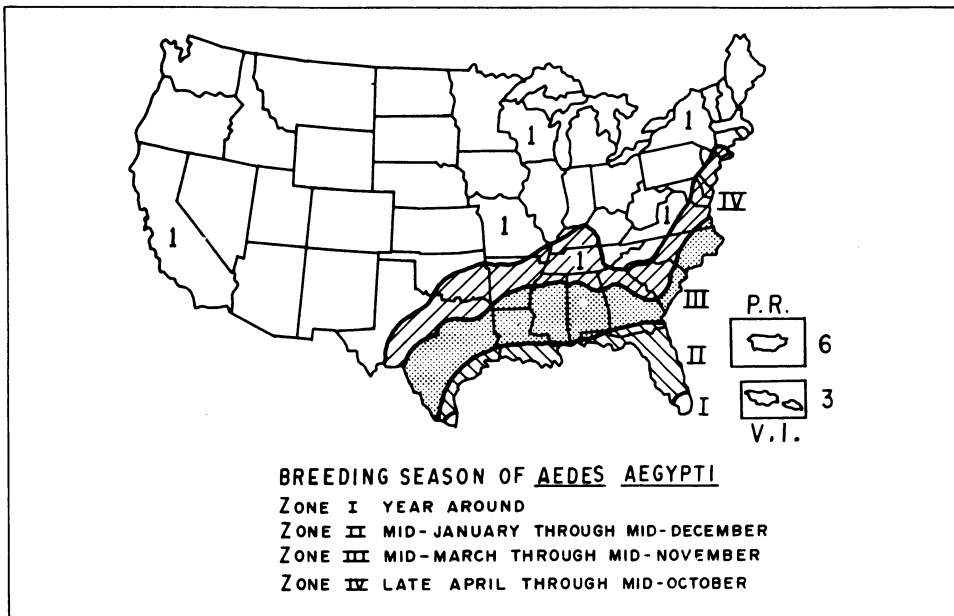 1
1
1
IV
1
1
1
III
P.R.
6
II
I
3
V.I.
BREEDING SEASON OF AEDES AEGYPTI
ZONE I YEAR AROUND
ZONE II MID-JANUARY THROUGH MID-DECEMBER
ZONE III MID-MARCH THROUGH MID-NOVEMBER
ZONE IV LATE APRIL THROUGH MID-OCTOBER